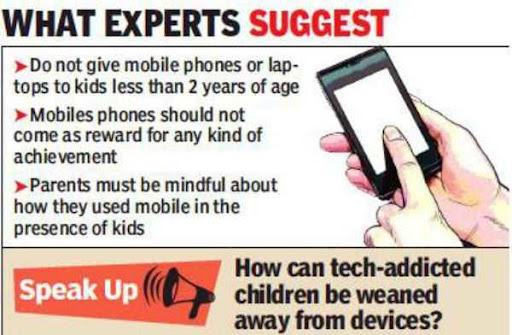 WHAT EXPERTS SUGGEST
➤Do not give mobile phones or lap-
tops to kids less than 2 years of age
➤Mobiles phones should not
come as reward for any kind of
achievement
➤Parents must be mindful about
how they used mobile in the
presence of kids
Speak Up
How can tech-addicted
children be weaned
away from devices?